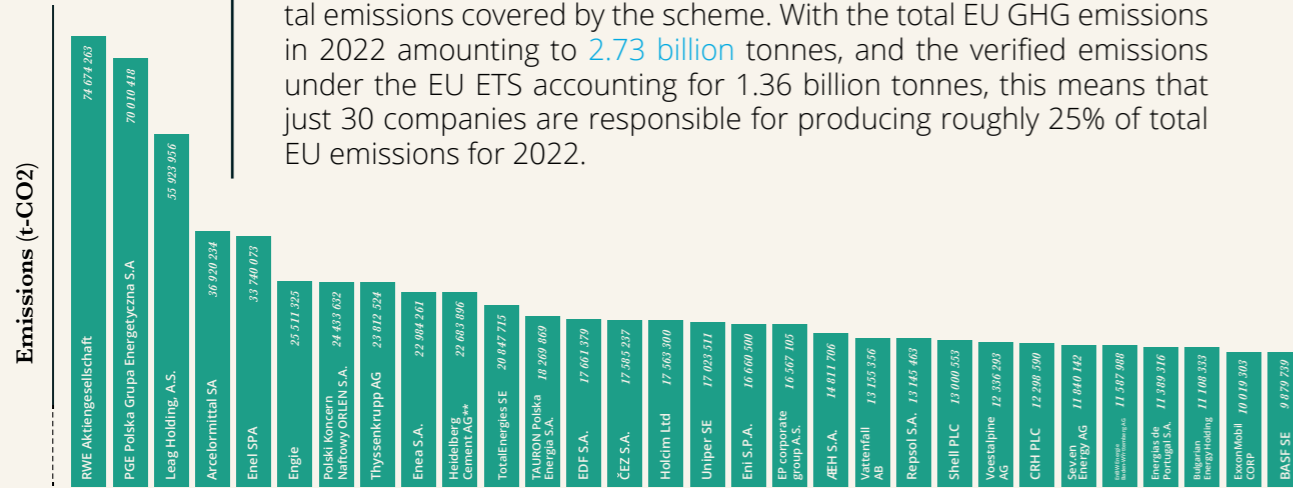 tal emissions covered by the scheme. With the total EU GHG emissions
in 2022 amounting to 2.73 billion tonnes, and the verified emissions
under the EU ETS accounting for 1.36 billion tonnes, this means that
just 30 companies are responsible for producing roughly 25% of total
EU emissions for 2022.
Emissions (t-CO2)
RWE Aktiengesellschaft 74 674 263
PGE Polska Grupa Energetyczna S.A 70 010 418
Leag Holding, A.S. 55 923 956
Arcelormittal SA 36 920 234
Enel SPA 33 740 073
Engie 25 511 325
Polski Koncern
Naftowy ORLEN S.A. 24 433 632
Thyssenkrupp AG 23 812 524
Enea S.A. 22 984 261
Heidelberg
Cement AG** 22 683 896
TotalEnergies SE 20 847 715
TAURON Polska
Energia S.A. 18 269 869
EDF S.A. 17 661 379
ČEZ S.A. 17 585 237
Holcim Ltd 17 563 300
Uniper SE 17 023 511
Eni S.P.A. 16 660 500
EP corporate
group A.S. 16 567 105
ÆH S.A. 14 811 706
Vattenfall
AB 13 155 356
Repsol S.A. 13 145 463
Shell PLC 13 000 553
Voestalpine
AG 12 336 293
CRH PLC 12 298 590
Sev.en
Energy AG 11 840 142
11 587 988
Energias de
Portugal S.A. 11 389 316
Bulgarian
Energy Holding 11 108 333
ExxonMobil
CORP 10 019 303
BASF SE 9 879 739